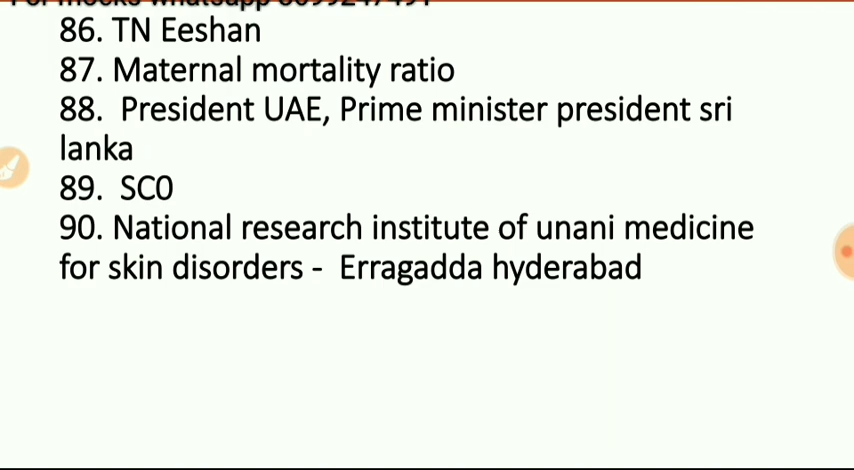 86. TN Eeshan
87. Maternal mortality ratio
88. President UAE, Prime minister president sri
lanka
89. SC0
90. National research institute of unani medicine
for skin disorders - Erragadda hyderabad